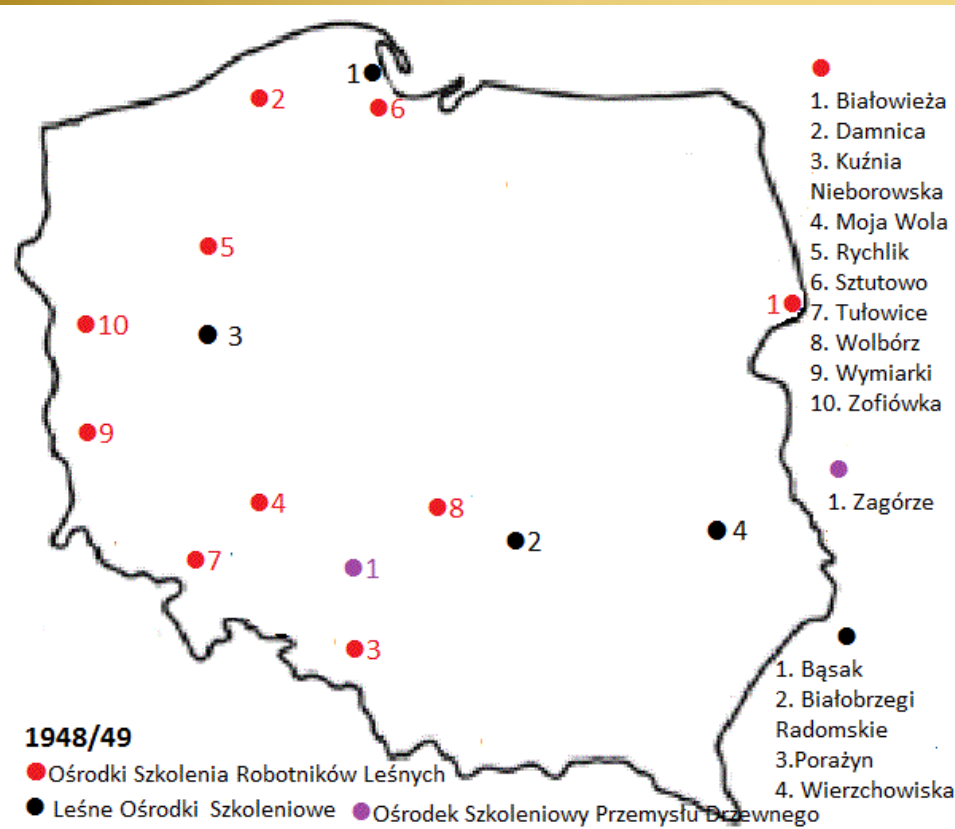 1
2
6
5
10
3
9
4
8
2
4
7
1
3
1
1. Białowieża
2. Damnica
3. Kuźnia
Nieborowska
4. Moja Wola
5. Rychlik
6. Sztutowo
7. Tułowice
8. Wolbórz
9. Wymiarki
10. Zofiówka
1. Zagórze
1. Bąsak
2. Białobrzegi
Radomskie
3.Porażyn
4. Wierzchowiska
1948/49
Ośrodki Szkolenia Robotników Leśnych
Leśne Ośrodki Szkoleniowe
Ośrodek Szkoleniowy Przemysłu Drzewnego